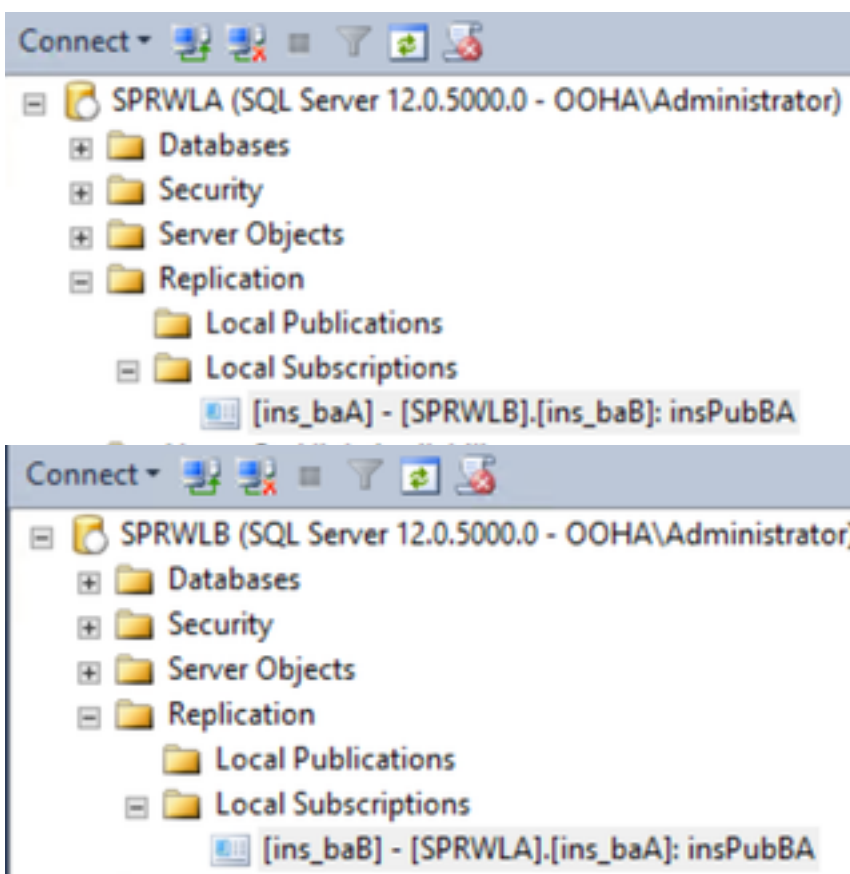 Connect
SPRWLA (SQL Server 12.0.5000.0 - OOHA\Administrator)
Databases
Security
Server Objects
Replication
Local Publications
Local Subscriptions
[ins_baA] - [SPRWLB].[ins_baB]: insPubBA
Connect
SPRWLB (SQL Server 12.0.5000.0 - OOHA\Administrator)
Databases
Security
Server Objects
Replication
Local Publications
Local Subscriptions
[ins_baB] - [SPRWLA].[ins_baA]: insPubBA